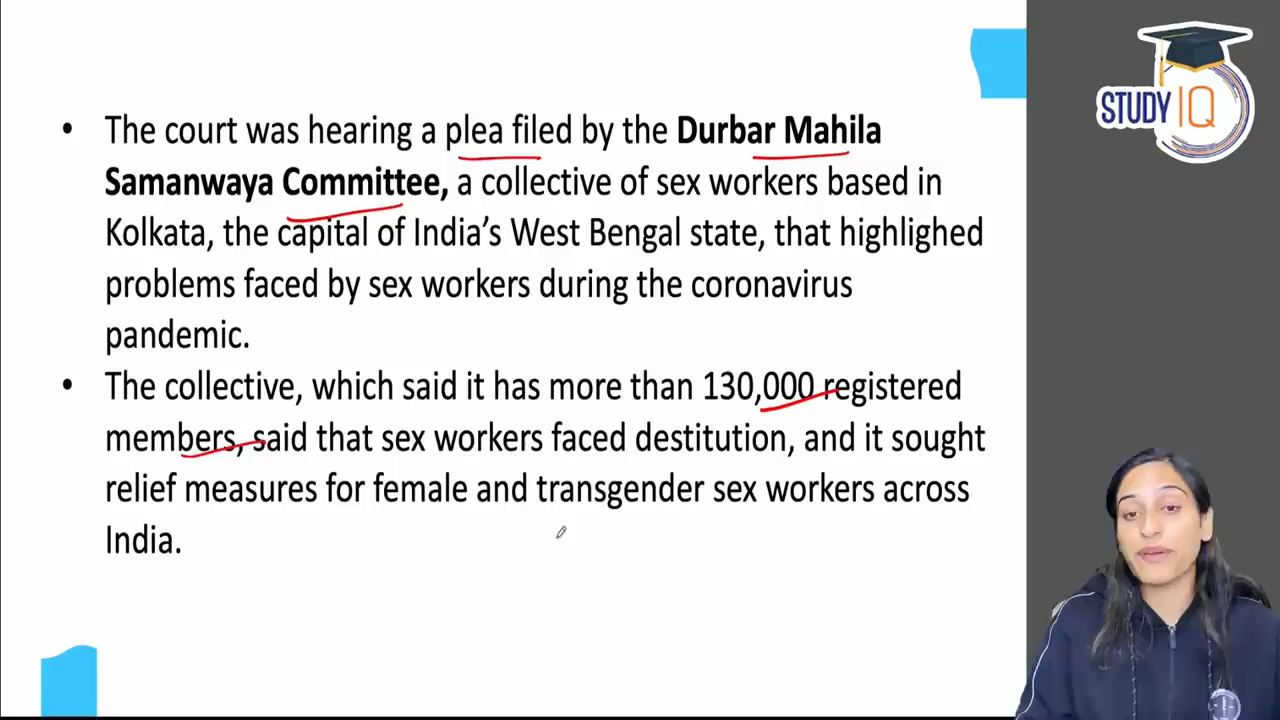 • The court was hearing a plea filed by the Durbar Mahila
Samanwaya Committee, a collective of sex workers based in
Kolkata, the capital of India’s West Bengal state, that highlighed
problems faced by sex workers during the coronavirus
pandemic.
• The collective, which said it has more than 130,000 registered
members, said that sex workers faced destitution, and it sought
relief measures for female and transgender sex workers across
India.
STUDY IQ